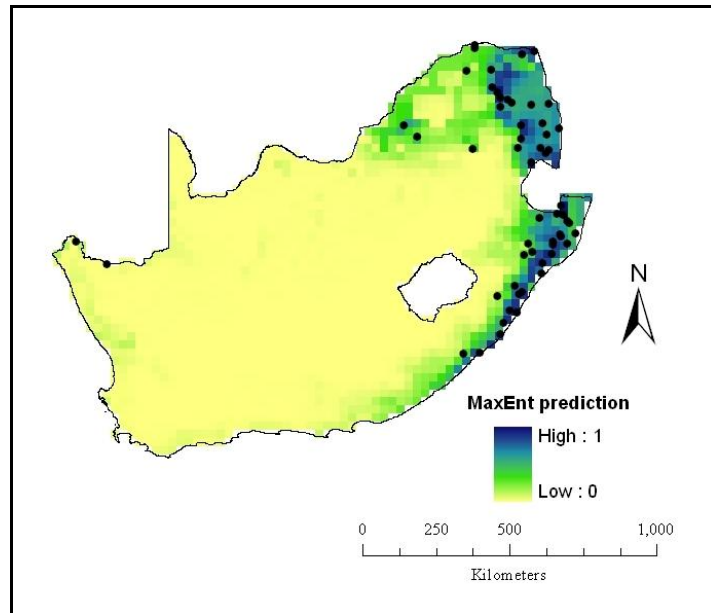 N
MaxEnt prediction
High : 1
Low : 0
0 250 500 1,000
Kilometers